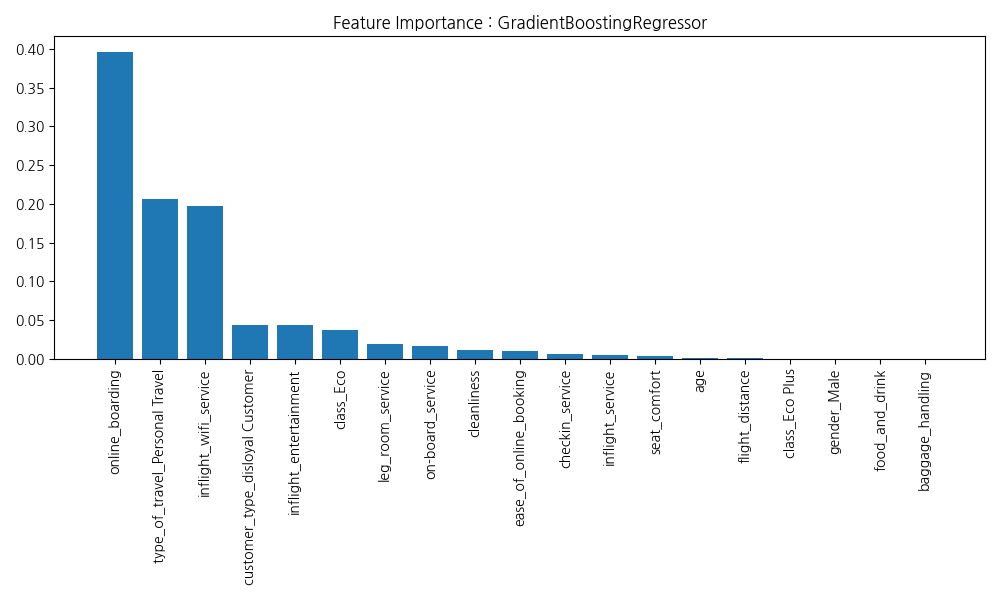 Feature Importance : GradientBoostingRegressor
0.40
0.35
0.30
0.25
0.20
0.15
0.10
0.05
0.00
online_boarding
type_of_travel_Personal Travel
inflight_wifi_service
customer_type_disloyal Customer
inflight_entertainment
class_Eco
leg_room_service
on-board_service
cleanliness
ease_of_online_booking
checkin_service
inflight_service
seat_comfort
age
flight_distance
class_Eco Plus
gender_Male
food_and_drink
baggage_handling